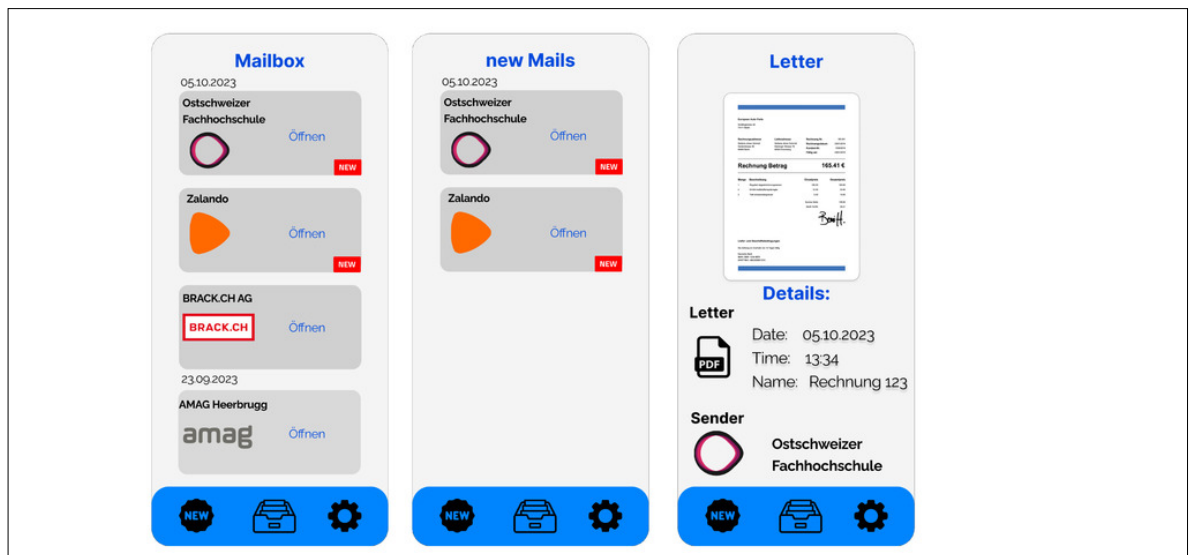 Mailbox
05.10.2023
Ostschweizer
Fachhochschule
Öffnen
NEW
Zalando
Öffnen
NEW
BRACK.CH AG
BRACK.CH
Öffnen
23.09.2023
AMAG Heerbrugg
amag
Öffnen
NEW
new Mails
05.10.2023
Ostschweizer
Fachhochschule
Öffnen
NEW
Zalando
Öffnen
NEW
NEW
Letter
Rechnung Betrag 165.41 €
Details:
Letter
PDF
Date: 05.10.2023
Time: 13:34
Name: Rechnung 123
Sender
Ostschweizer
Fachhochschule
NEW